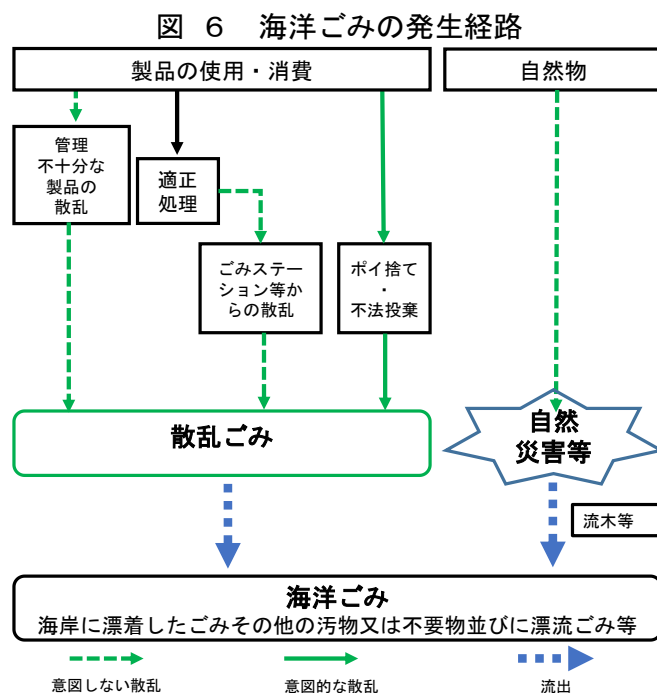 図 ６ 海洋ごみの発生経路
製品の使用・消費
自然物
管理
不十分な
製品の
散乱
適正
処理
ごみステー
ション等か
らの散乱
ポイ捨て
・
不法投棄
散乱ごみ
自然
災害等
流木等
海洋ごみ
海岸に漂着したごみその他の汚物又は不要物並びに漂流ごみ等
意図しない散乱
意図的な散乱
流出